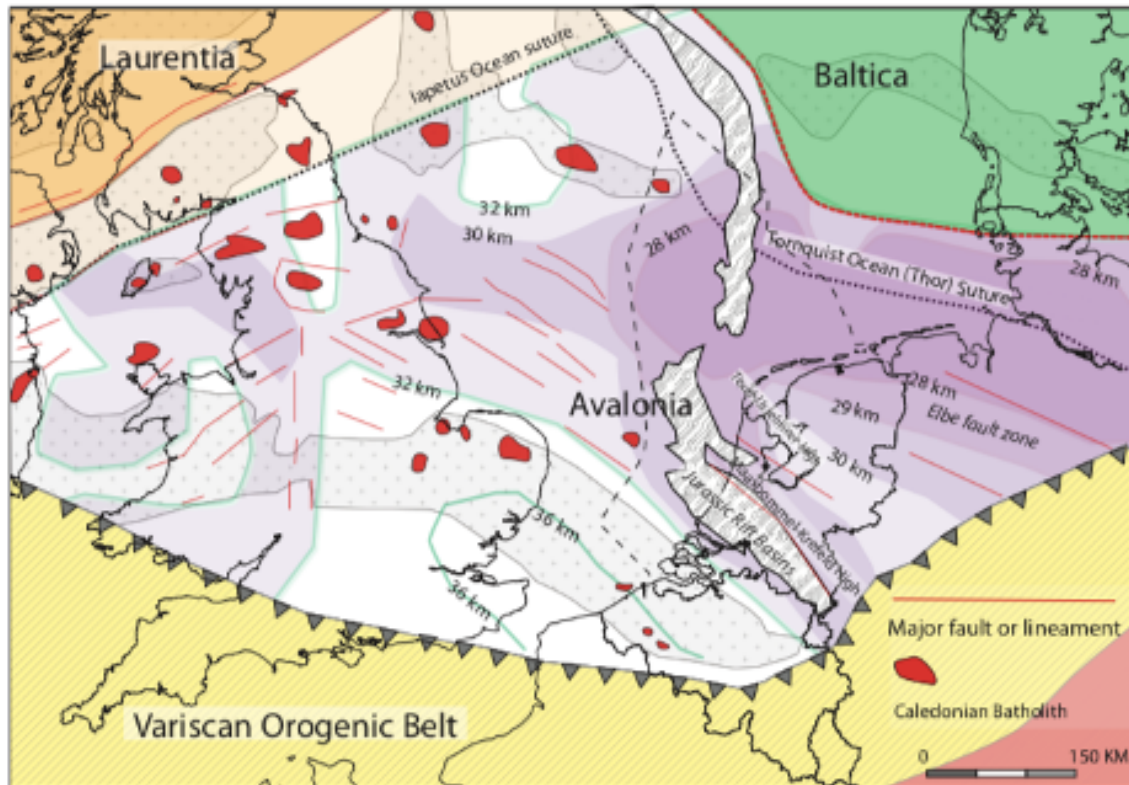 Laurentia
Iapetus Ocean suture
Baltica
32 km
30 km
28 km
Tornquist Ocean (Thor) Suture
28 km
32 km
Avalonia
28 km
29 km
Elbe fault zone
30 km
Jurassic Rift Basins
36 km
36 km
Major fault or lineament
Variscan Orogenic Belt
Caledonian Batholith
0 150 KM